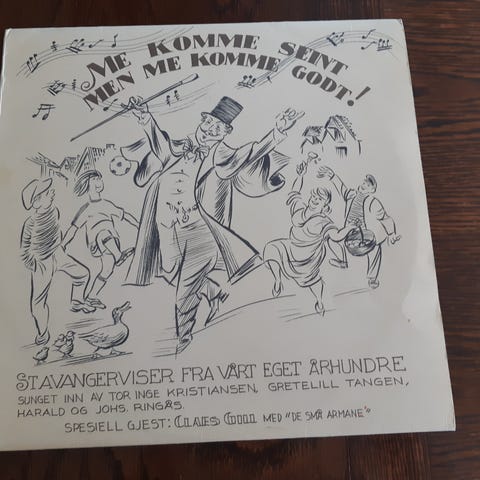 ME KOMME SEINT
MEN ME KOMME GODT!
STAVANGERVISER FRA VÅRT EGET ÅRHUNDRE
SUNGET INN AV TOR INGE KRISTIANSEN, GRETELILL TANGEN,
HARALD OG JOHS. RINGÅS.
SPESIELL GJEST: CLAES GILL MED "DE SMÅ ARMANE"